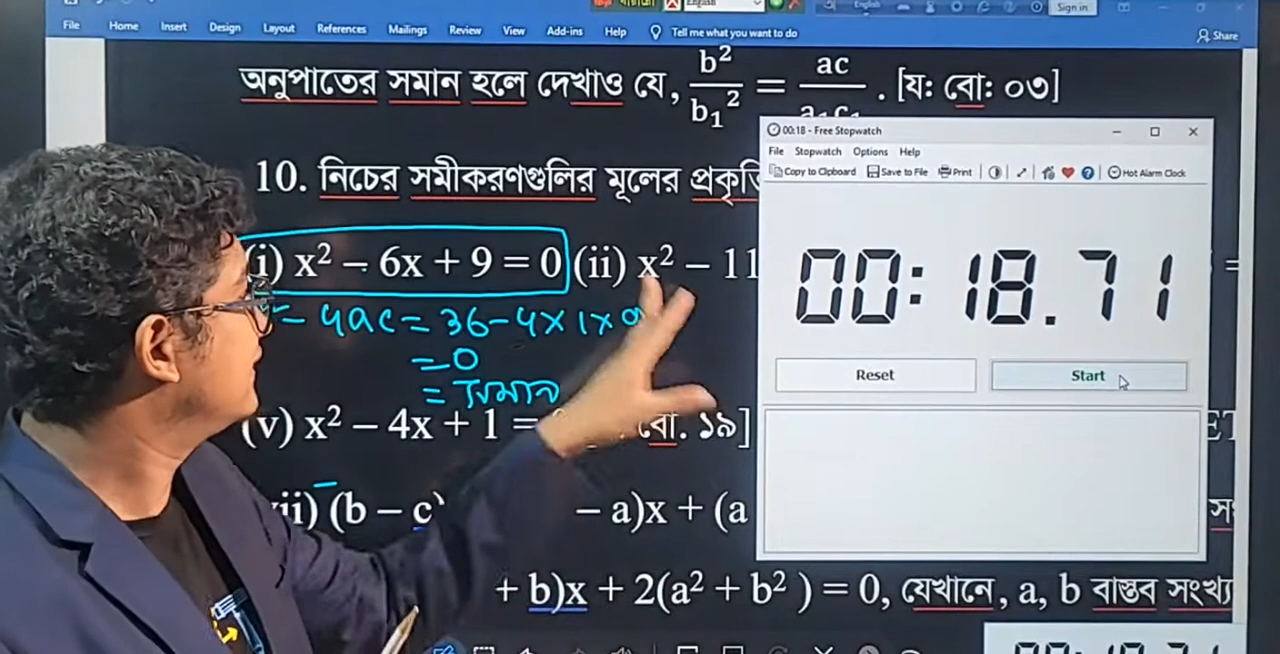 English
English
Sign in
File Home Insert Design Layout References Mailings Review View Add-ins Help Tell me what you want to do Share
অনুপাতের সমান হলে দেখাও যে, b²/b₁² = ac/a₁c₁ . [য: বো: ০৩]
10. নিচের সমীকরণগুলির মূলের
(i) x² – 6x + 9 = 0 (ii) x² – 11
– 4ac = 36 – 4 × 1 × 9
= 0
= সমান
(v) x² – 4x + 1 = বো. ১৯]
(b – c – a)x + (a
+ b)x + 2(a² + b² ) = 0, যেখানে, a, b বাস্তব
00:18 - Free Stopwatch
File Stopwatch Options Help
Copy to Clipboard Save to File Print Hot Alarm Clock
00:18.71
Reset Start